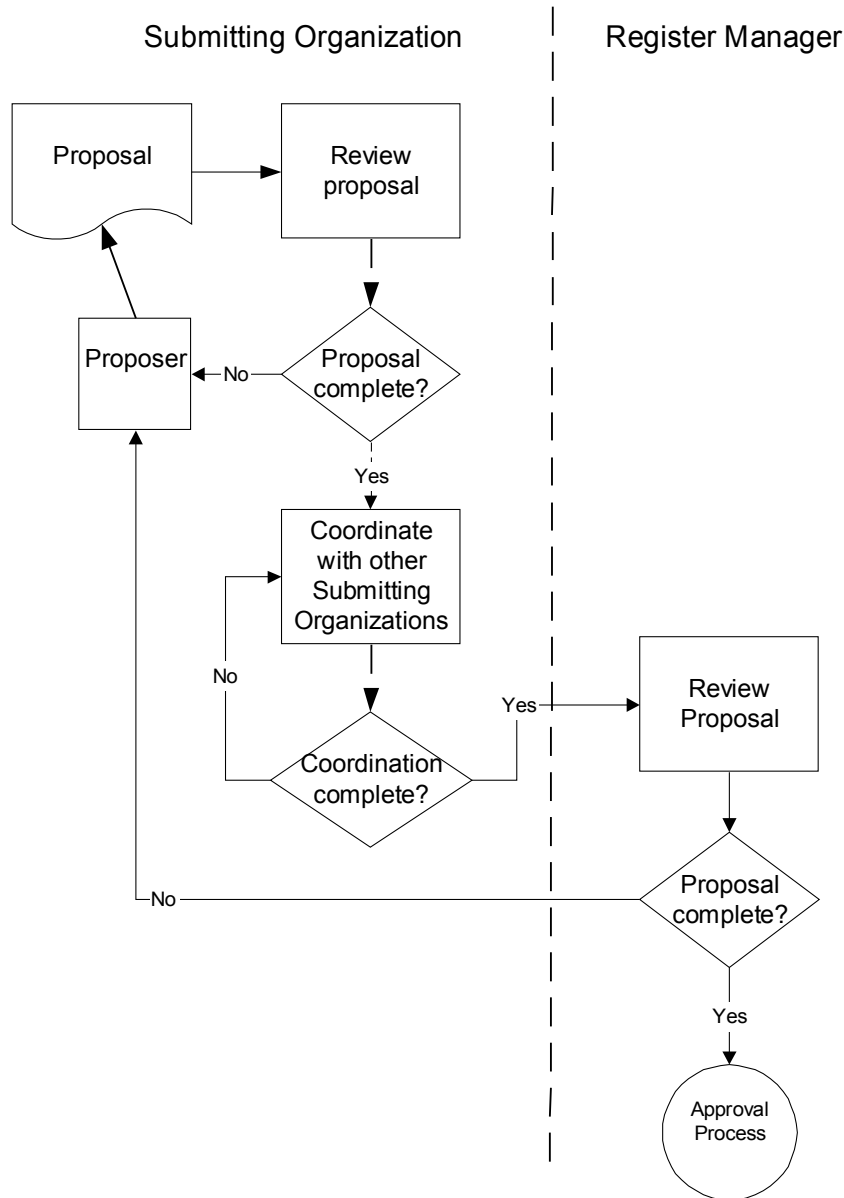 Submitting Organization
Register Manager
Proposal
Review
proposal
Proposer
No
Proposal
complete?
Yes
Coordinate
with other
Submitting
Organizations
No
Yes
Review
Proposal
Coordination
complete?
No
Proposal
complete?
Yes
Approval
Process